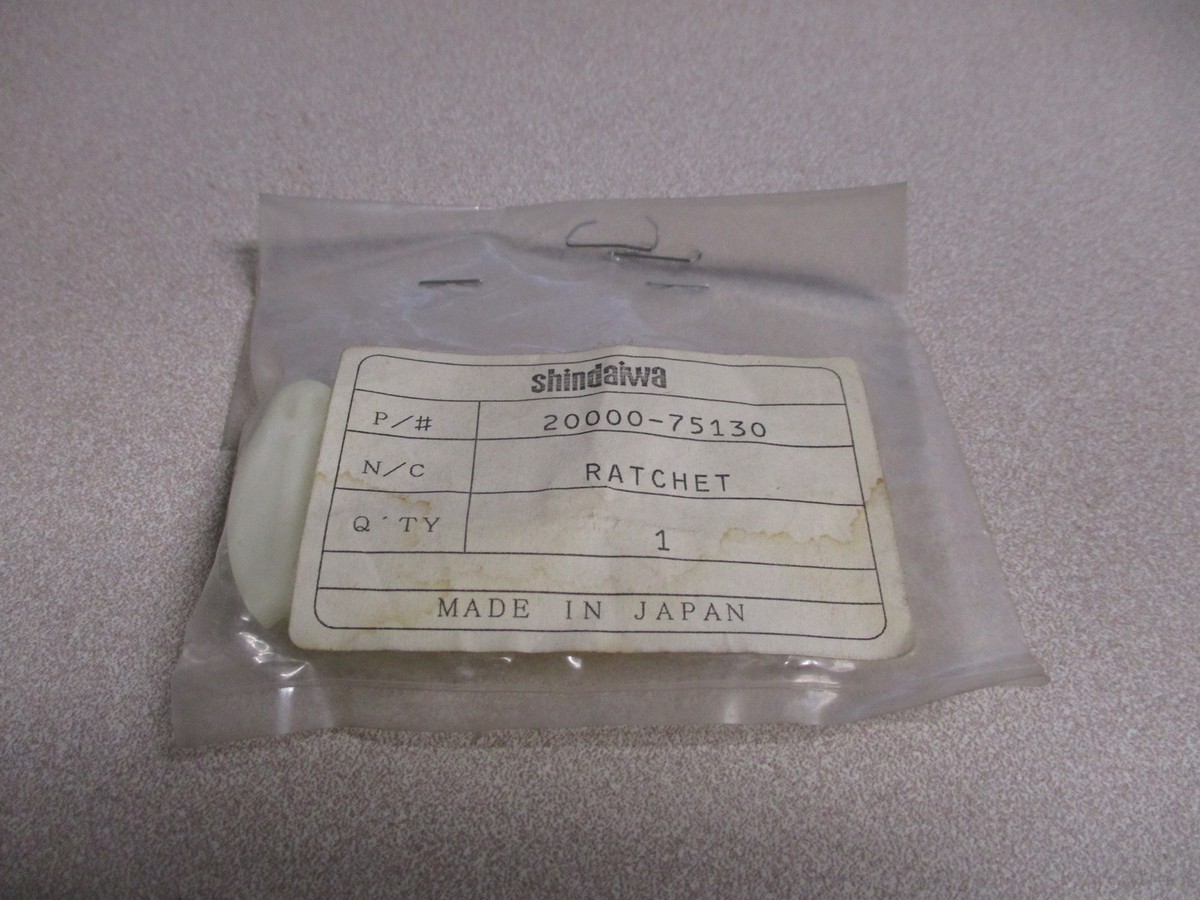 shindaiwa
P/# 20000-75130
N/C RATCHET
Q'TY 1
MADE IN JAPAN